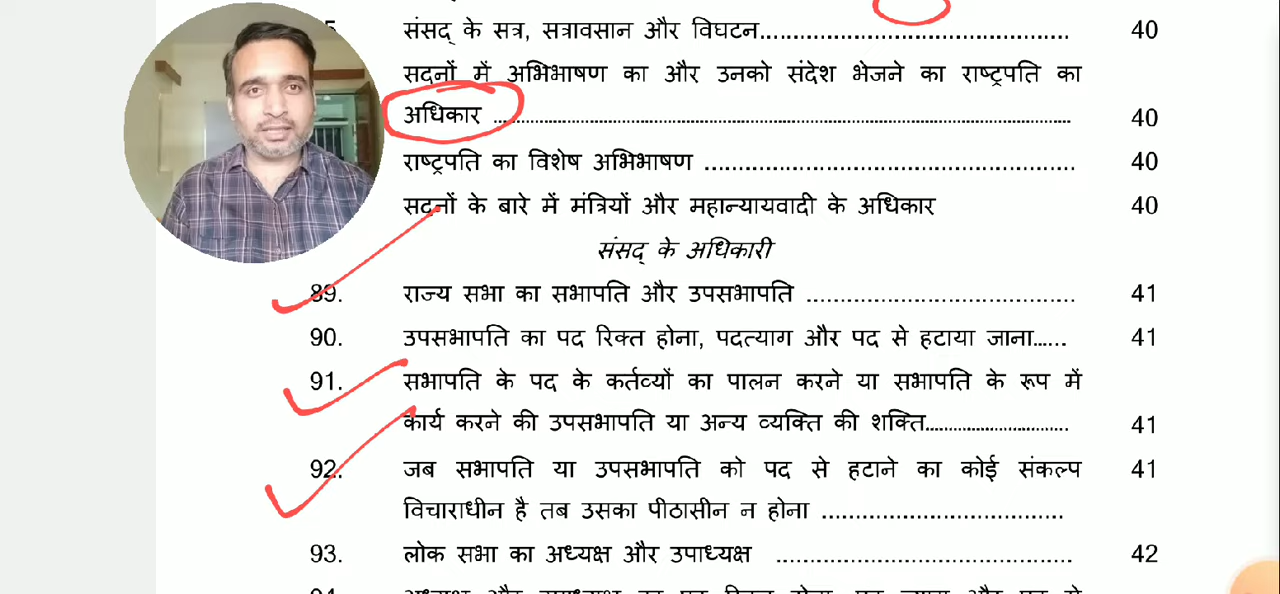 5. संसद् के सत्र, सत्रावसान और विघटन............................................. 40
सदनों में अभिभाषण का और उनको संदेश भेजने का राष्ट्रपति का
अधिकार ............................................. 40
राष्ट्रपति का विशेष अभिभाषण ............................................. 40
सदनों के बारे में मंत्रियों और महान्यायवादी के अधिकार 40
संसद् के अधिकारी
89. राज्य सभा का सभापति और उपसभापति ................................. 41
90. उपसभापति का पद रिक्त होना, पदत्याग और पद से हटाया जाना...... 41
91. सभापति के पद के कर्तव्यों का पालन करने या सभापति के रूप में
कार्य करने की उपसभापति या अन्य व्यक्ति की शक्ति............................. 41
92. जब सभापति या उपसभापति को पद से हटाने का कोई संकल्प 41
विचाराधीन है तब उसका पीठासीन न होना ..............................
93. लोक सभा का अध्यक्ष और उपाध्यक्ष .................................... 42